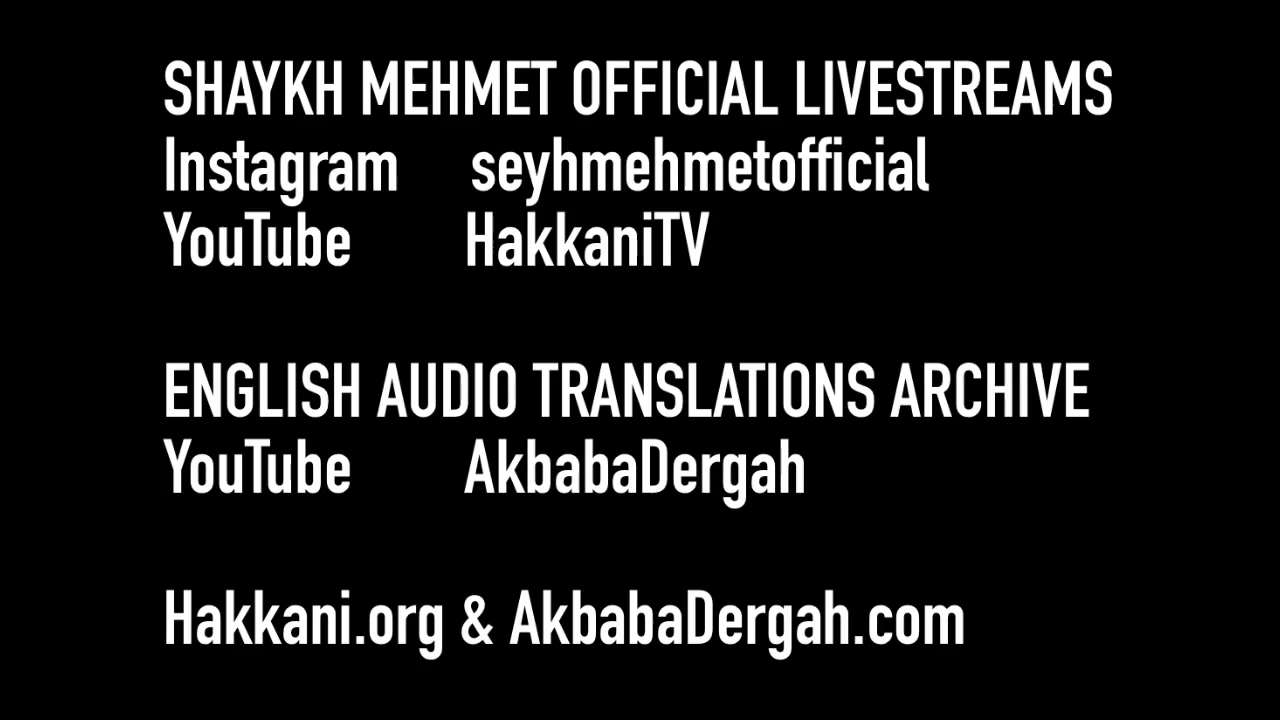 SHAYKH MEHMET OFFICIAL LIVESTREAMS
Instagram seyhmehmetofficial
YouTube HakkaniTV
ENGLISH AUDIO TRANSLATIONS ARCHIVE
YouTube AkbabaDergah
Hakkani.org & AkbabaDergah.com